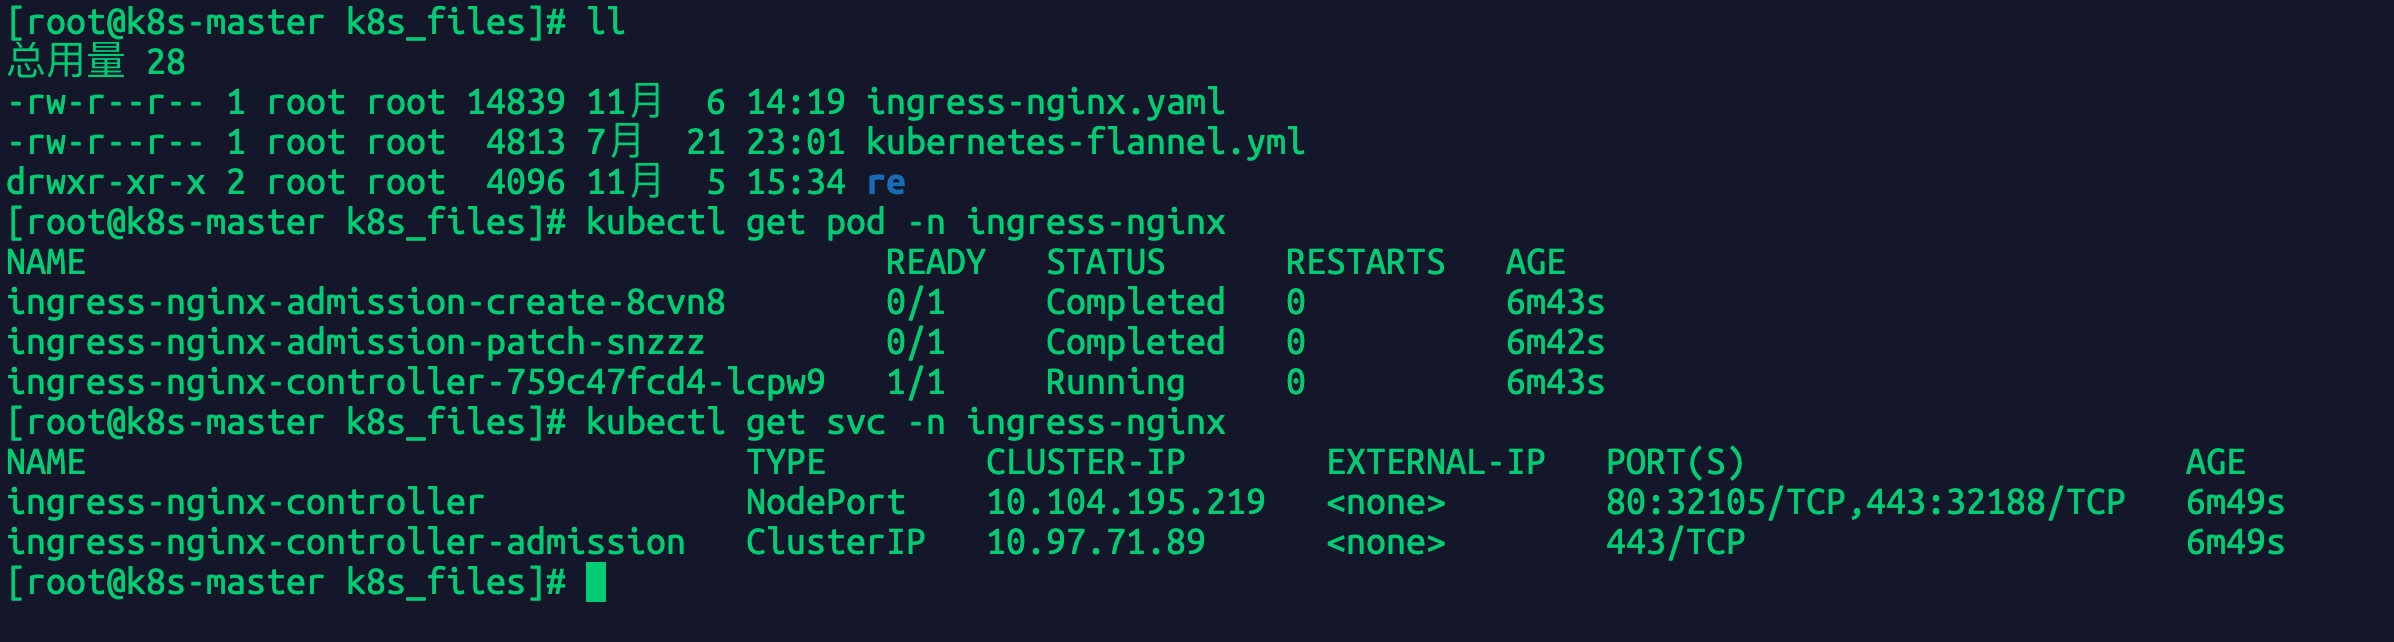 [root@k8s-master k8s_files]# ll
总用量 28
-rw-r--r-- 1 root root 14839 11月  6 14:19 ingress-nginx.yaml
-rw-r--r-- 1 root root  4813 7月  21 23:01 kubernetes-flannel.yml
drwxr-xr-x 2 root root  4096 11月  5 15:34 re
[root@k8s-master k8s_files]# kubectl get pod -n ingress-nginx
NAME                                        READY   STATUS      RESTARTS   AGE
ingress-nginx-admission-create-8cvn8        0/1     Completed   0          6m43s
ingress-nginx-admission-patch-snzzz         0/1     Completed   0          6m42s
ingress-nginx-controller-759c47fcd4-lcpw9   1/1     Running     0          6m43s
[root@k8s-master k8s_files]# kubectl get svc -n ingress-nginx
NAME                                 TYPE        CLUSTER-IP       EXTERNAL-IP   PORT(S)                      AGE
ingress-nginx-controller             NodePort    10.104.195.219   <none>        80:32105/TCP,443:32188/TCP   6m49s
ingress-nginx-controller-admission   ClusterIP   10.97.71.89      <none>        443/TCP                      6m49s
[root@k8s-master k8s_files]#